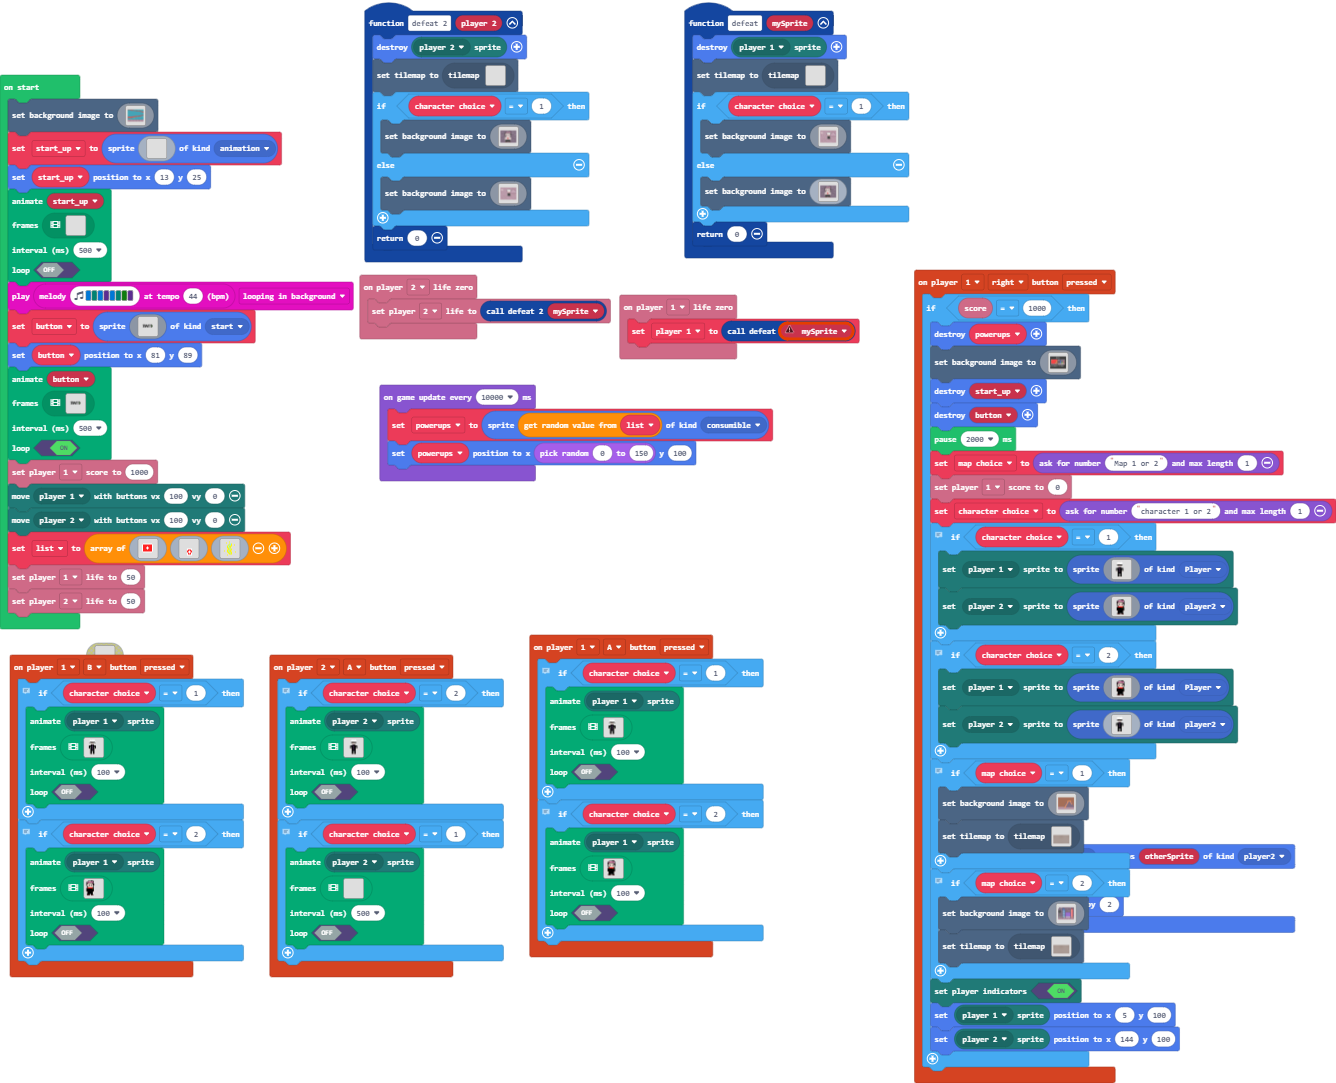 function defeat 2 player 2
destroy player 2 sprite
set tilemap to tilemap
if character choice = 1 then
set background image to
else
set background image to
return 0
function defeat mySprite
destroy player 1 sprite
set tilemap to tilemap
if character choice = 1 then
set background image to
else
set background image to
return 0
on start
set background image to
set start_up to sprite of kind animation
set start_up position to x 13 y 25
animate start_up
frames
interval (ms) 500
loop OFF
play melody at tempo 44 (bpm) looping in background
set button to sprite of kind start
set button position to x 81 y 89
animate button
frames
interval (ms) 500
loop ON
set player 1 score to 1000
move player 1 with buttons vx 100 vy 0
move player 2 with buttons vx 100 vy 0
set list to array of
set player 1 life to 50
set player 2 life to 50
on player 2 life zero
set player 2 life to call defeat 2 mySprite
on player 1 life zero
set player 1 to call defeat mySprite
on game update every 10000 ms
set powerups to sprite get random value from list of kind consumible
set powerups position to x pick random 0 to 150 y 100
on player 1 right button pressed
if score = 1000 then
destroy powerups
set background image to
destroy start_up
destroy button
pause 2000 ms
set map choice to ask for number "Map 1 or 2" and max length 1
set player 1 score to 0
set character choice to ask for number "character 1 or 2" and max length 1
if character choice = 1 then
set player 1 sprite to sprite of kind Player
set player 2 sprite to sprite of kind player2
if character choice = 2 then
set player 1 sprite to sprite of kind Player
set player 2 sprite to sprite of kind player2
if map choice = 1 then
set background image to
set tilemap to tilemap
otherSprite of kind player2
if map choice = 2 then
2
set background image to
set tilemap to tilemap
set player indicators ON
set player 1 sprite position to x 5 y 100
set player 2 sprite position to x 144 y 100
on player 1 B button pressed
if character choice = 1 then
animate player 1 sprite
frames
interval (ms) 100
loop OFF
if character choice = 2 then
animate player 1 sprite
frames
interval (ms) 100
loop OFF
on player 2 A button pressed
if character choice = 2 then
animate player 2 sprite
frames
interval (ms) 100
loop OFF
if character choice = 1 then
animate player 2 sprite
frames
interval (ms) 500
loop OFF
on player 1 A button pressed
if character choice = 1 then
animate player 1 sprite
frames
interval (ms) 100
loop OFF
if character choice = 2 then
animate player 1 sprite
frames
interval (ms) 100
loop OFF